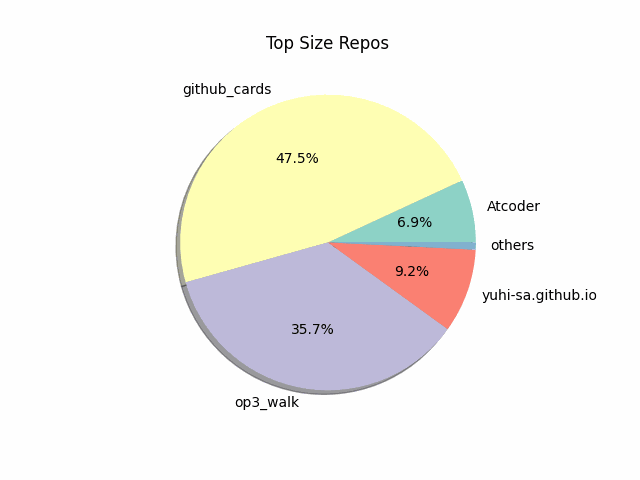 Top Size Repos
github_cards
47.5%
Atcoder
6.9%
others
9.2%
yuhi-sa.github.io
35.7%
op3_walk